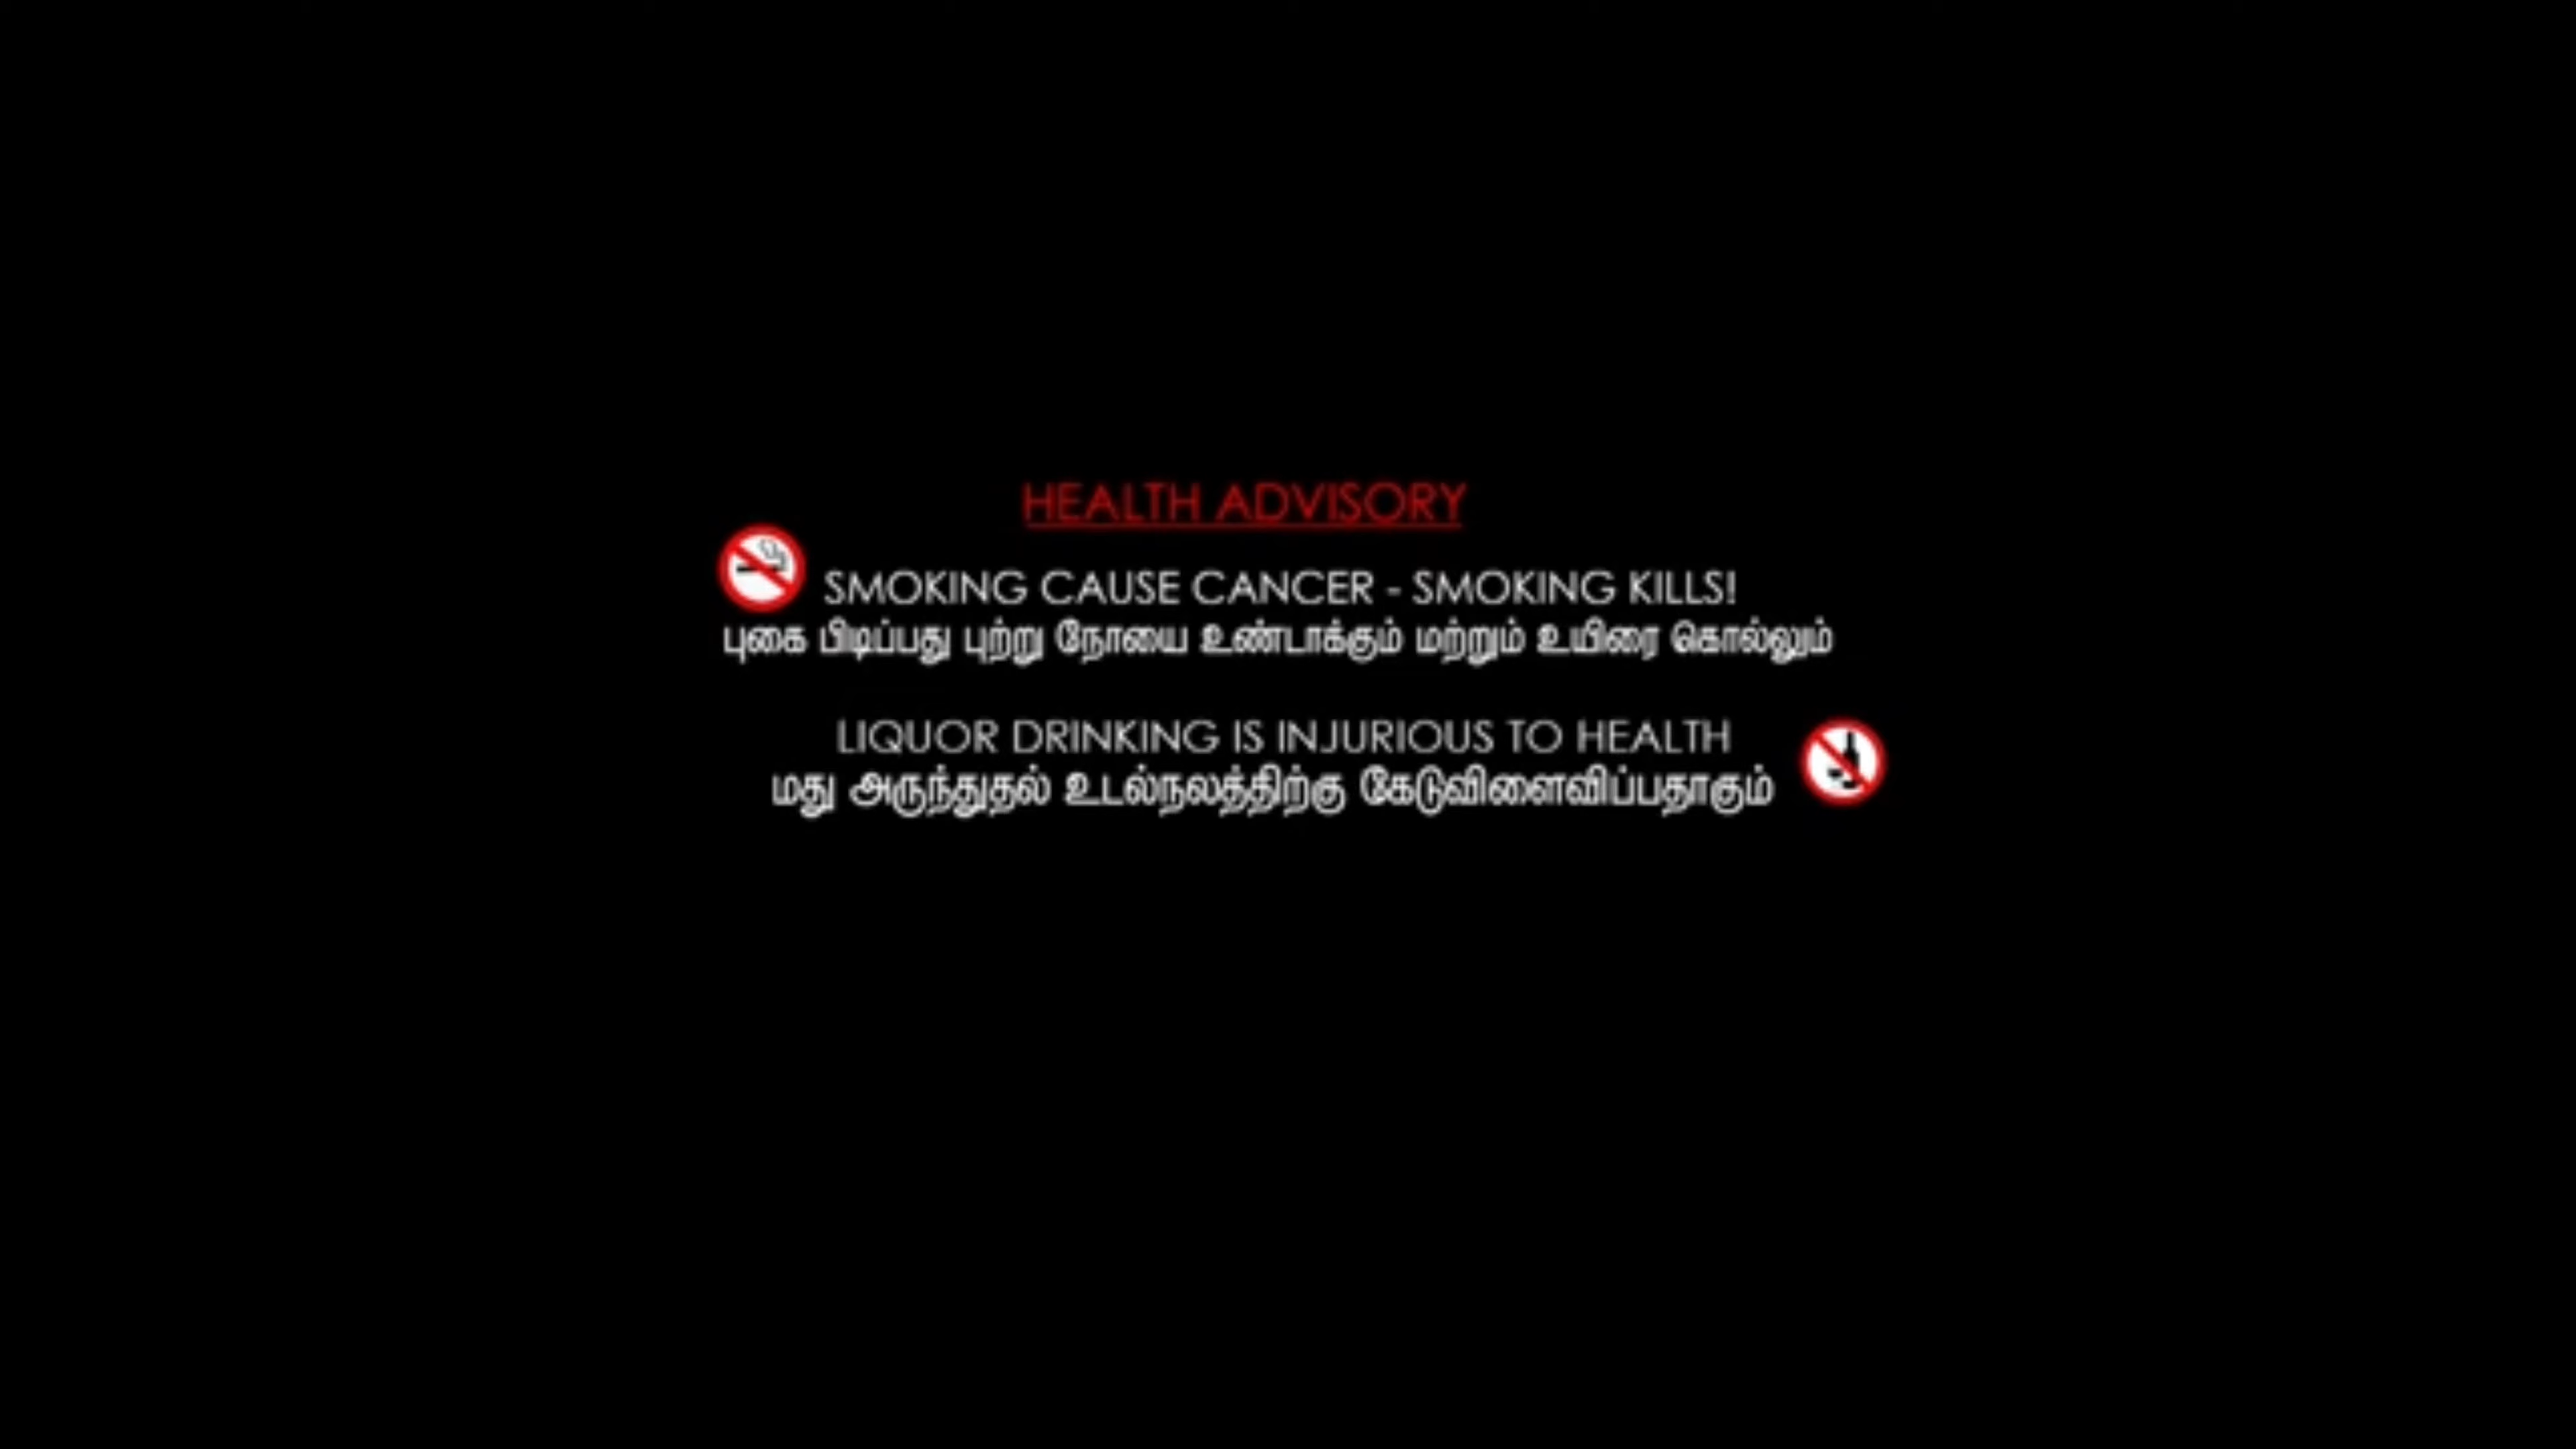 HEALTH ADVISORY
SMOKING CAUSE CANCER - SMOKING KILLS!
புகை பிடிப்பது புற்று நோயை உண்டாக்கும் மற்றும் உயிரை கொல்லும்
LIQUOR DRINKING IS INJURIOUS TO HEALTH
மது அருந்துதல் உடல்நலத்திற்கு கேடுவிளைவிப்பதாகும்